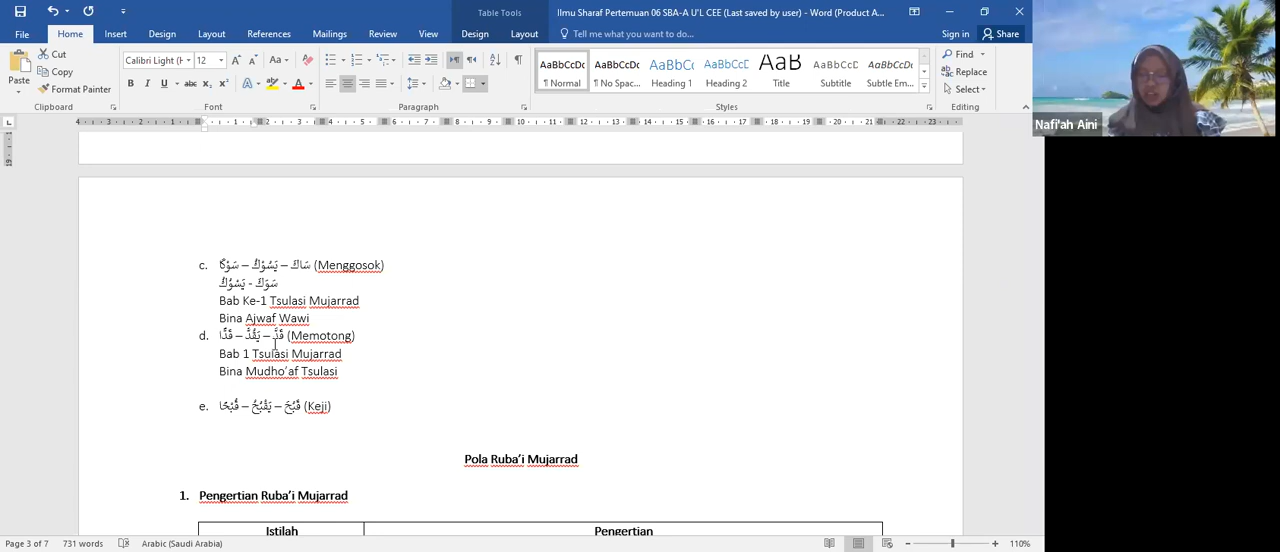 Table Tools
Ilmu Sharaf Pertemuan 06 SBA-A U'L CEE (Last saved by user) - Word (Product A...
File Home Insert Design Layout References Mailings Review View Design Layout Tell me what you want to do... Sign in Share
Paste Cut Copy Format Painter
Calibri Light (H 12
AaBbCcDc AaBbCcDc AaBbCc AaBbCcC AaB AaBbCcD AaBbCcDc
¶ Normal ¶ No Spac... Heading 1 Heading 2 Title Subtitle Subtle Em...
Find Replace Select
Clipboard Font Paragraph Styles Editing
Nafi'ah Aini
c. سَاكَ – يَسُوْكُ – سَوْكًا (Menggosok)
سَوَكَ - يَسْوُكُ
Bab Ke-1 Tsulasi Mujarrad
Bina Ajwaf Wawi
d. قَذَّ – يَقُذُّ – قَذًّا (Memotong)
Bab 1 Tsulasi Mujarrad
Bina Mudho'af Tsulasi
e. قَبُحَ – يَقْبُحُ – قُبْحًا (Keji)
Pola Ruba'i Mujarrad
1. Pengertian Ruba'i Mujarrad
Istilah Pengertian
Page 3 of 7 731 words Arabic (Saudi Arabia) 110%